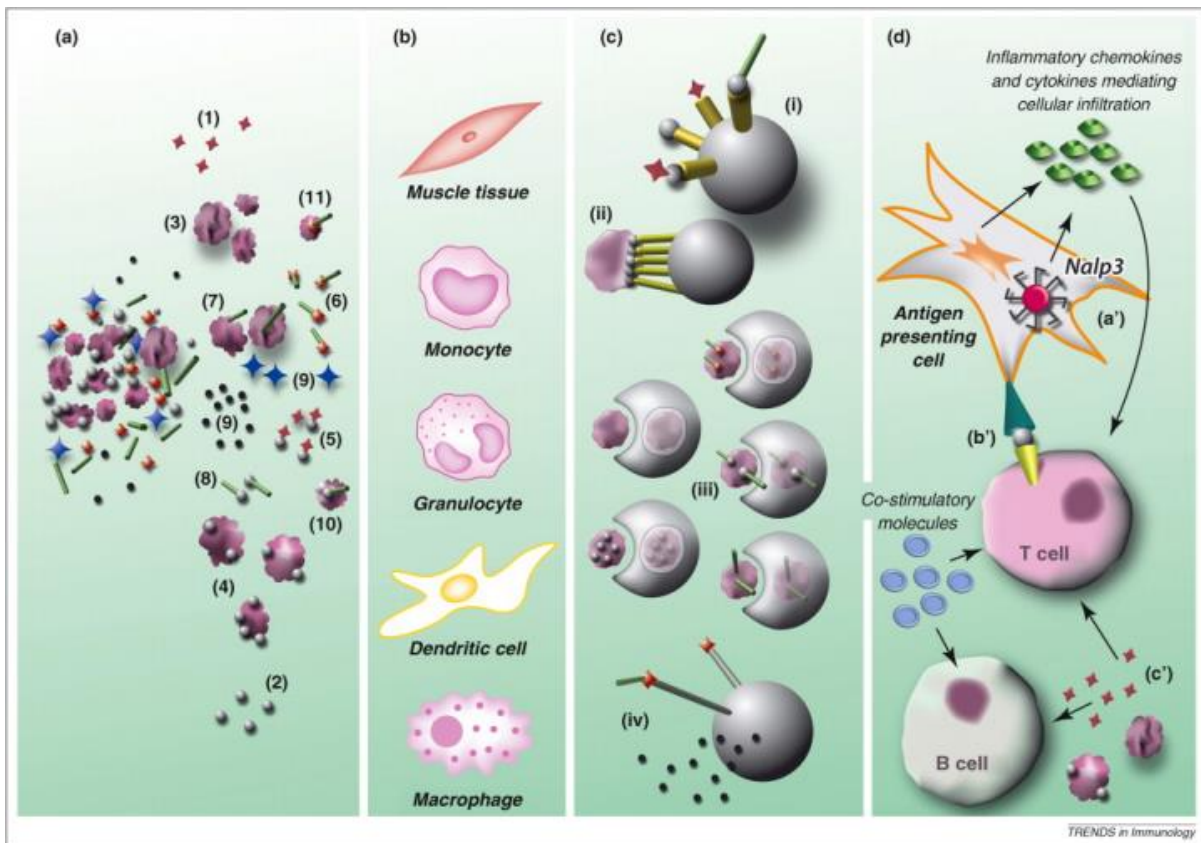 (a)
(1)
(3)
(11)
(7)
(6)
(9)
(9)
(5)
(8)
(10)
(4)
(2)
(b)
Muscle tissue
Monocyte
Granulocyte
Dendritic cell
Macrophage
(c)
(i)
(ii)
(iii)
(iv)
(d)
Inflammatory chemokines
and cytokines mediating
cellular infiltration
Nalp3
(a')
Antigen
presenting
cell
(b')
Co-stimulatory
molecules
T cell
(c')
B cell
TRENDS in Immunology